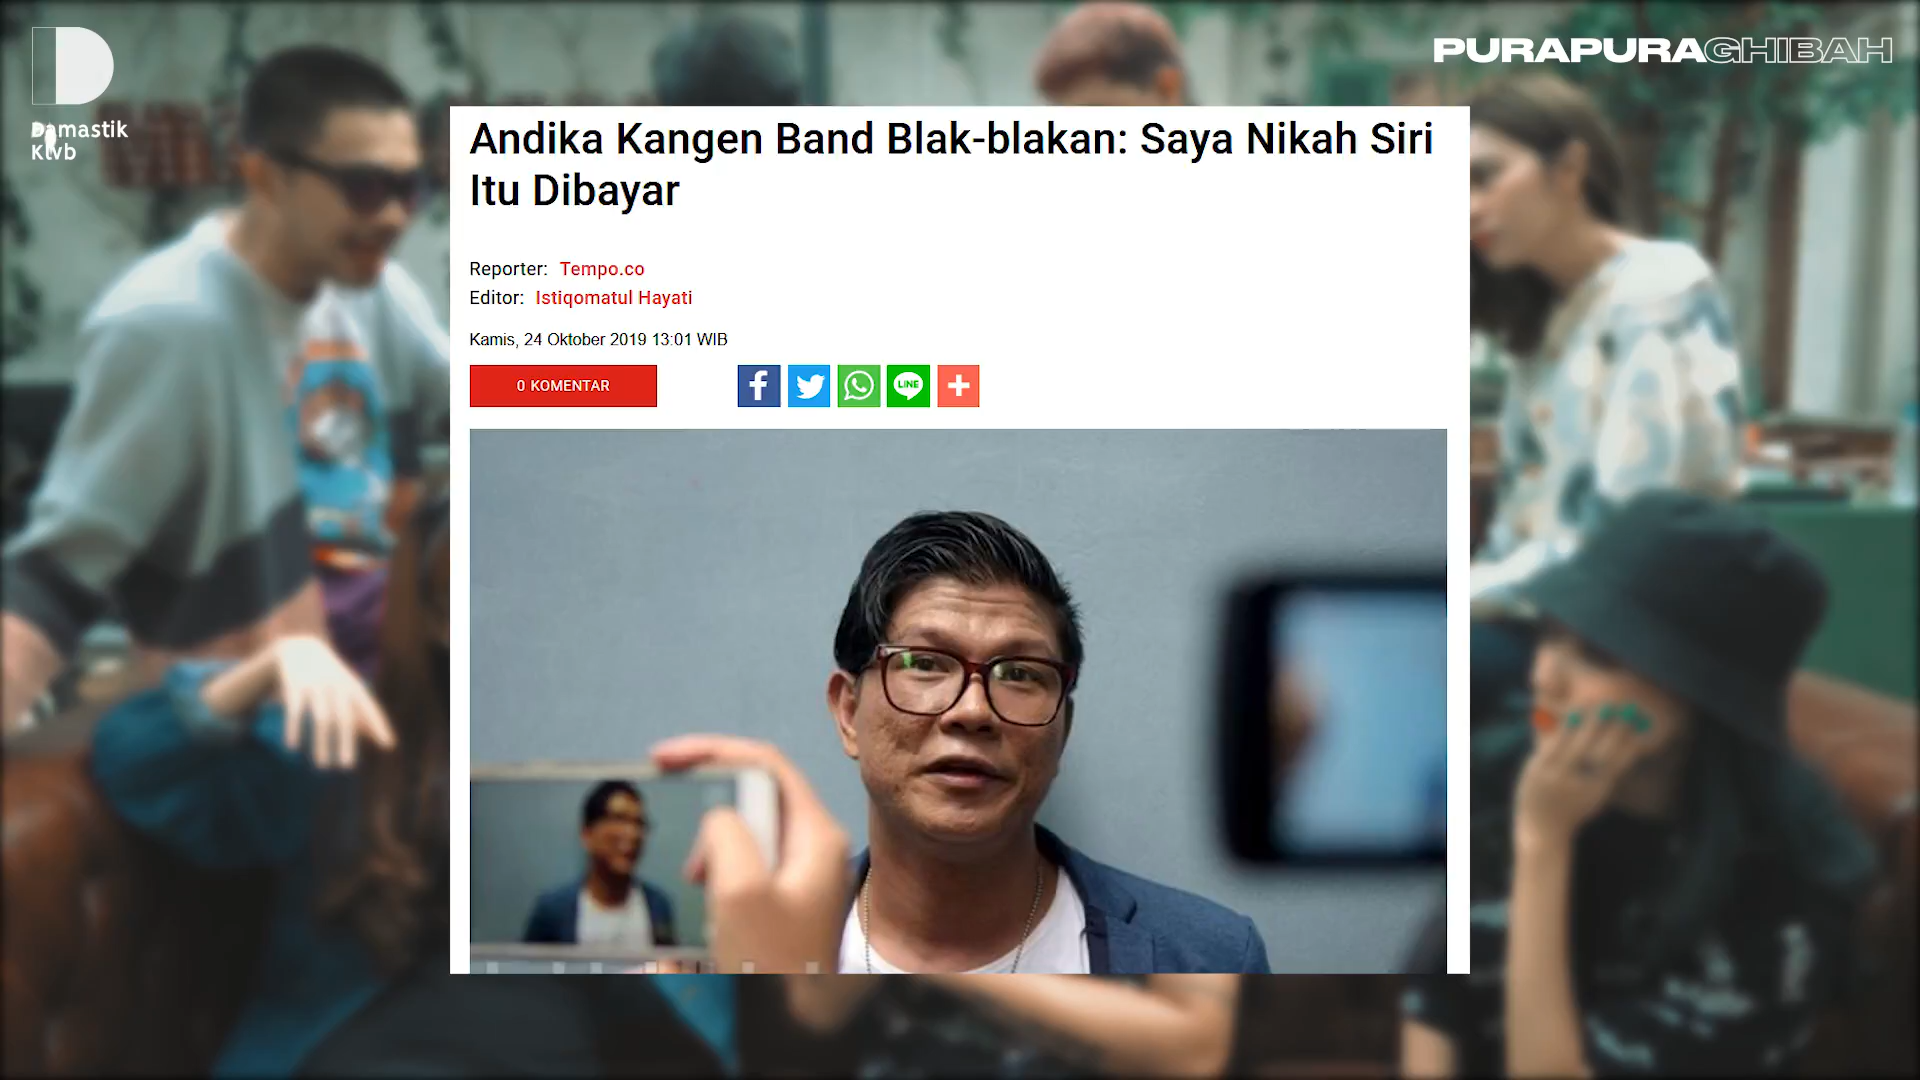 PURAPURAGHIBAH
Damastik
Klvb
Andika Kangen Band Blak-blakan: Saya Nikah Siri
Itu Dibayar
Reporter: Tempo.co
Editor: Istiqomatul Hayati
Kamis, 24 Oktober 2019 13:01 WIB
0 KOMENTAR
LINE